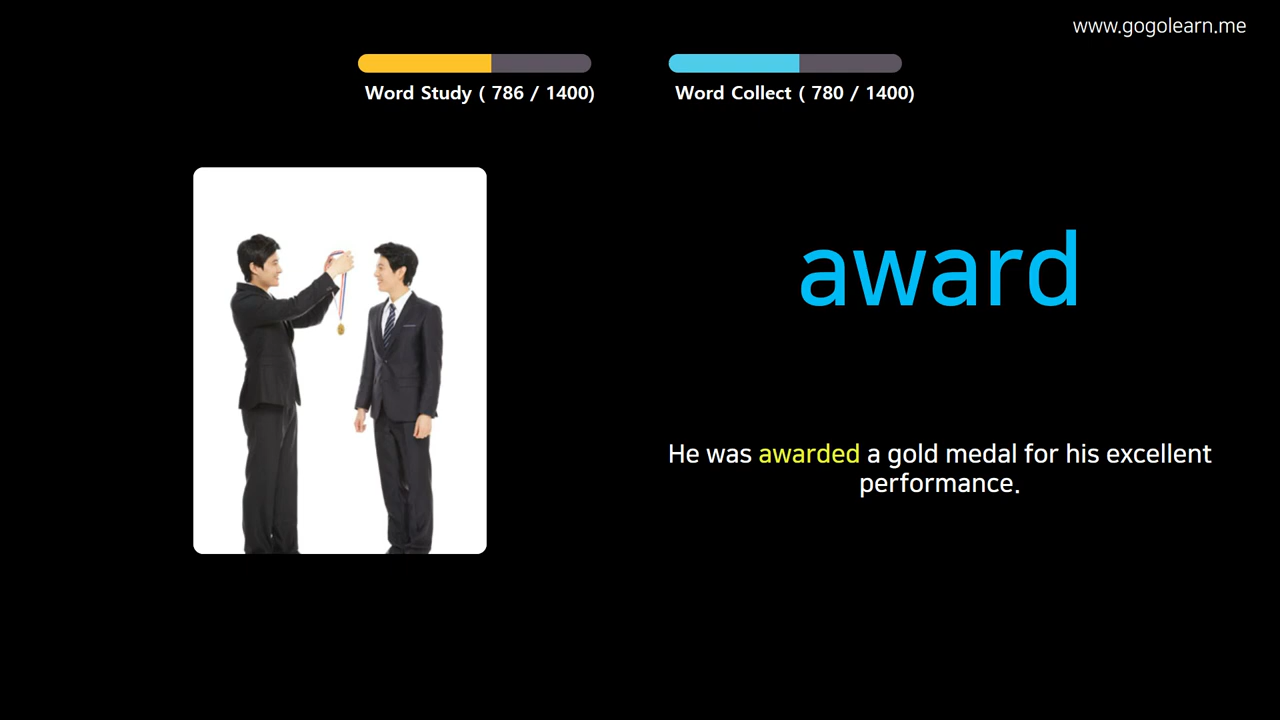 www.gogolearn.me
Word Study ( 786 / 1400)
Word Collect ( 780 / 1400)
award
He was awarded a gold medal for his excellent
performance.